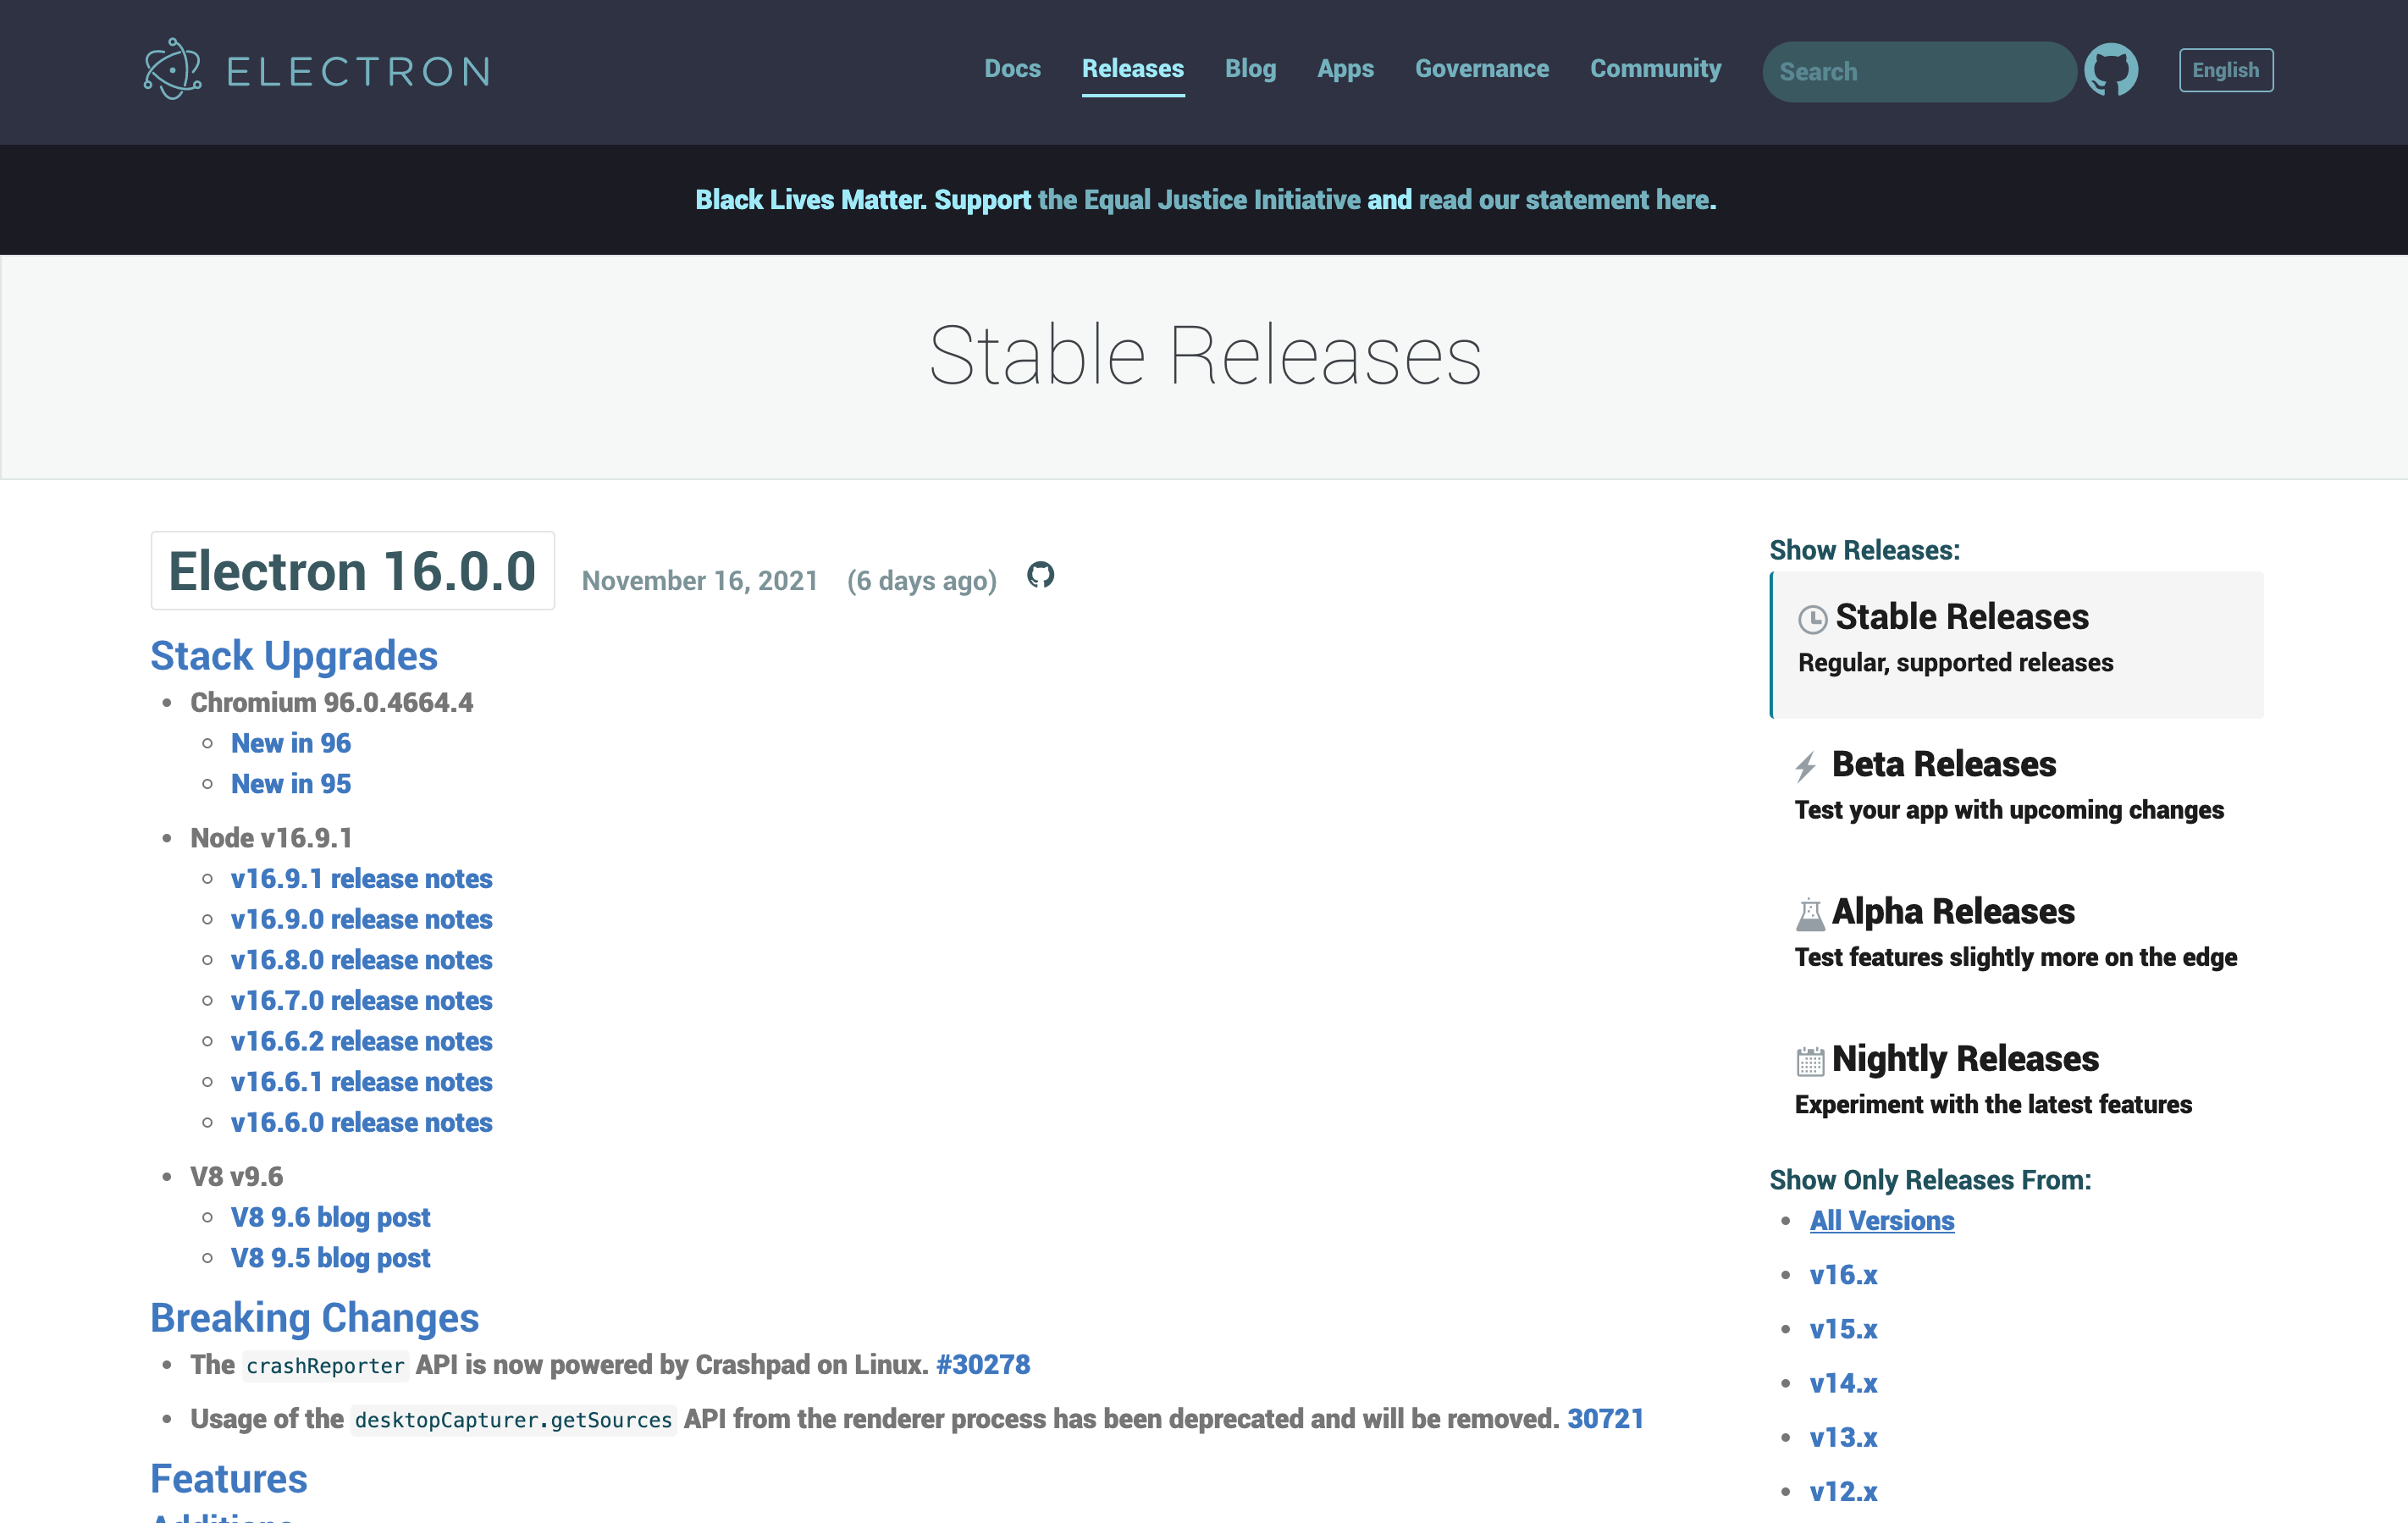 ELECTRON
Docs Releases Blog Apps Governance Community Search English
Black Lives Matter. Support the Equal Justice Initiative and read our statement here.
Stable Releases
Electron 16.0.0 November 16, 2021 (6 days ago)
Stack Upgrades
Chromium 96.0.4664.4
New in 96
New in 95
Node v16.9.1
v16.9.1 release notes
v16.9.0 release notes
v16.8.0 release notes
v16.7.0 release notes
v16.6.2 release notes
v16.6.1 release notes
v16.6.0 release notes
V8 v9.6
V8 9.6 blog post
V8 9.5 blog post
Breaking Changes
The crashReporter API is now powered by Crashpad on Linux. #30278
Usage of the desktopCapturer.getSources API from the renderer process has been deprecated and will be removed. 30721
Features
Additions
Show Releases:
Stable Releases
Regular, supported releases
Beta Releases
Test your app with upcoming changes
Alpha Releases
Test features slightly more on the edge
Nightly Releases
Experiment with the latest features
Show Only Releases From:
All Versions
v16.x
v15.x
v14.x
v13.x
v12.x